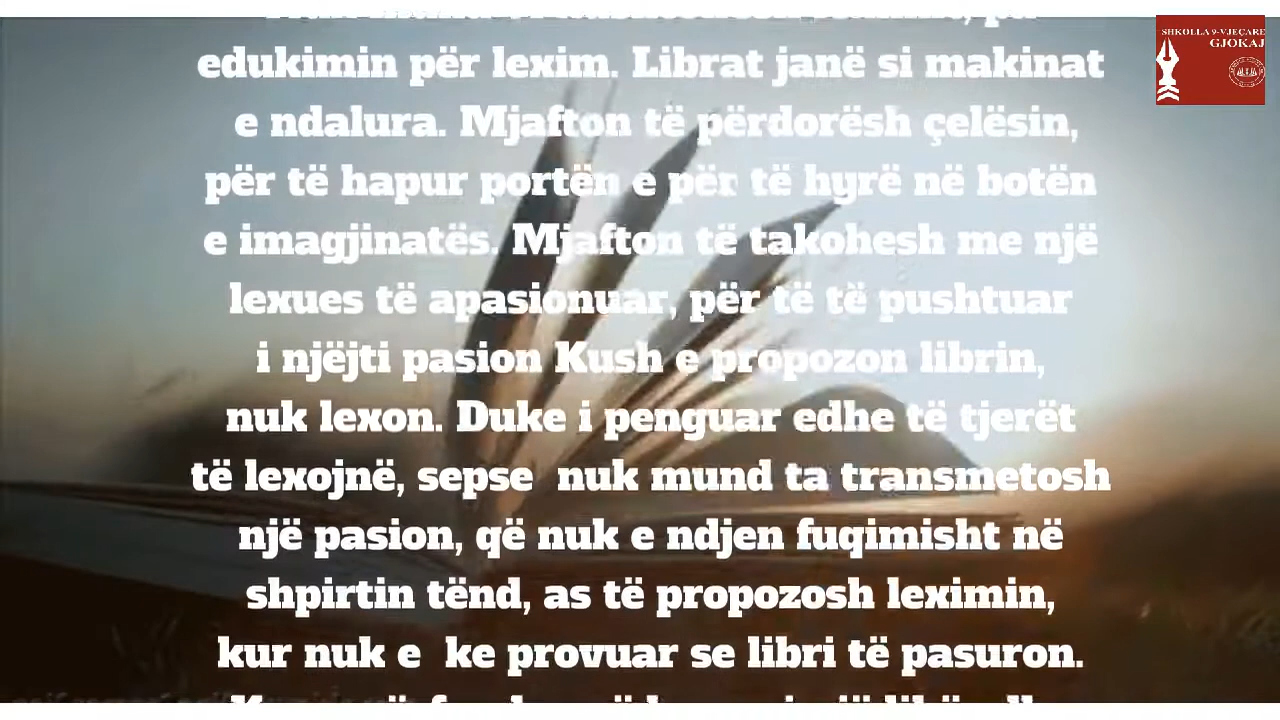 SHKOLLA 9-VJEÇARE
GJOKAJ
edukimin për lexim. Librat janë si makinat
e ndalura. Mjafton të përdorësh çelësin,
për të hapur portën e për të hyrë në botën
e imagjinatës. Mjafton të takohesh me një
lexues të apasionuar, për të të pushtuar
i njëjti pasion Kush e propozon librin,
nuk lexon. Duke i penguar edhe të tjerët
të lexojnë, sepse  nuk mund ta transmetosh
një pasion, që nuk e ndjen fuqimisht në
shpirtin tënd, as të propozosh leximin,
kur nuk e  ke provuar se libri të pasuron.